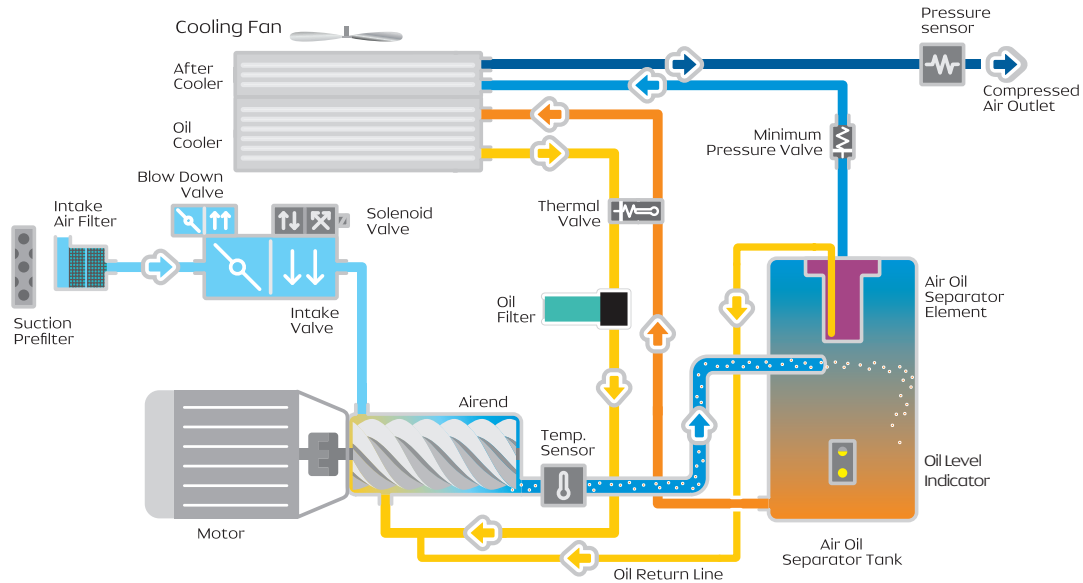 Cooling Fan
Pressure
sensor
After
Cooler
Compressed
Air Outlet
Oil
Cooler
Minimum
Pressure Valve
Blow Down
Valve
Intake
Air Filter
Solenoid
Valve
Thermal
Valve
Air Oil
Separator
Element
Oil
Filter
Intake
Valve
Suction
Prefilter
Airend
Temp.
Sensor
Oil Level
Indicator
Motor
Air Oil
Separator Tank
Oil Return Line